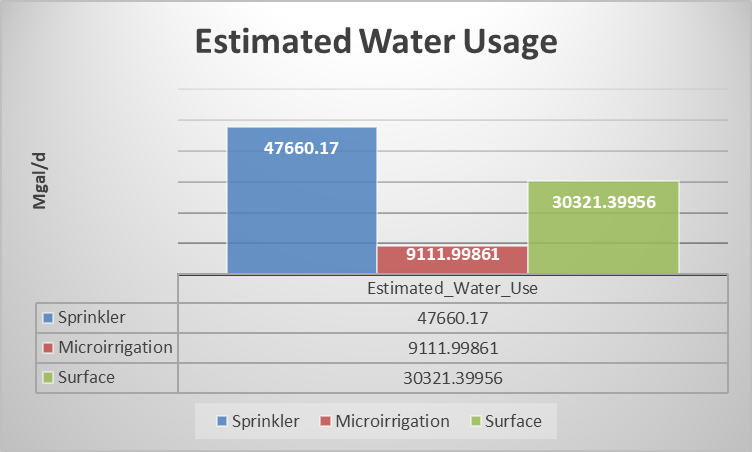 Estimated Water Usage
Mgal/d
47660.17
9111.99861
30321.39956
Estimated_Water_Use
Sprinkler 47660.17
Microirrigation 9111.99861
Surface 30321.39956
Sprinkler Microirrigation Surface